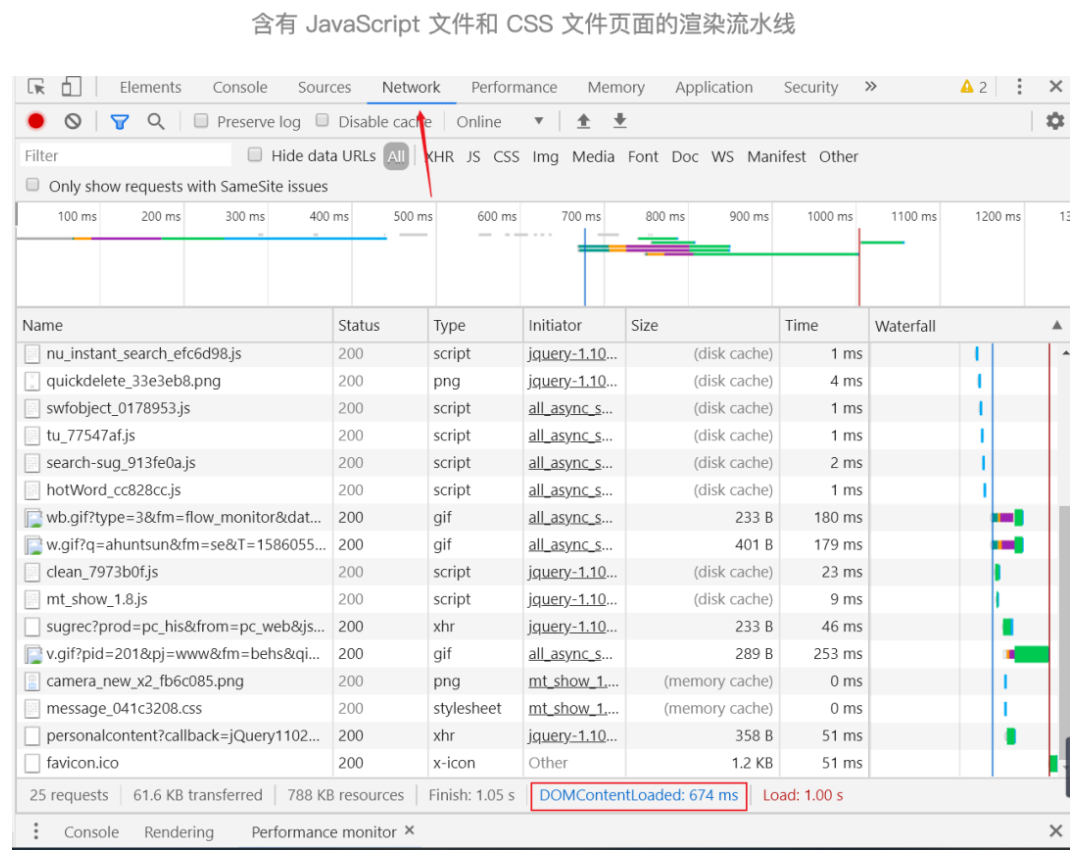 含有 JavaScript 文件和 CSS 文件页面的渲染流水线
Elements Console Sources Network Performance Memory Application Security » 2
Preserve log Disable cache Online
Filter Hide data URLs All XHR JS CSS Img Media Font Doc WS Manifest Other
Only show requests with SameSite issues
100 ms 200 ms 300 ms 400 ms 500 ms 600 ms 700 ms 800 ms 900 ms 1000 ms 1100 ms 1200 ms 13
Name Status Type Initiator Size Time Waterfall
nu_instant_search_efc6d98.js 200 script jquery-1.10... (disk cache) 1 ms
quickdelete_33e3eb8.png 200 png jquery-1.10... (disk cache) 4 ms
swfobject_0178953.js 200 script all_async_s... (disk cache) 1 ms
tu_77547af.js 200 script all_async_s... (disk cache) 1 ms
search-sug_913fe0a.js 200 script all_async_s... (disk cache) 2 ms
hotWord_cc828cc.js 200 script all_async_s... (disk cache) 1 ms
wb.gif?type=3&fm=flow_monitor&dat... 200 gif all_async_s... 233 B 180 ms
w.gif?q=ahuntsun&fm=se&T=1586055... 200 gif all_async_s... 401 B 179 ms
clean_7973b0f.js 200 script jquery-1.10... (disk cache) 23 ms
mt_show_1.8.js 200 script jquery-1.10... (disk cache) 9 ms
sugrec?prod=pc_his&from=pc_web&js... 200 xhr jquery-1.10... 233 B 46 ms
v.gif?pid=201&pj=www&fm=behs&qi... 200 gif all_async_s... 289 B 253 ms
camera_new_x2_fb6c085.png 200 png mt_show_1.... (memory cache) 0 ms
message_041c3208.css 200 stylesheet mt_show_1.... (memory cache) 0 ms
personalcontent?callback=jQuery1102... 200 xhr jquery-1.10... 358 B 51 ms
favicon.ico 200 x-icon Other 1.2 KB 51 ms
25 requests 61.6 KB transferred 788 KB resources Finish: 1.05 s DOMContentLoaded: 674 ms Load: 1.00 s
Console Rendering Performance monitor ×